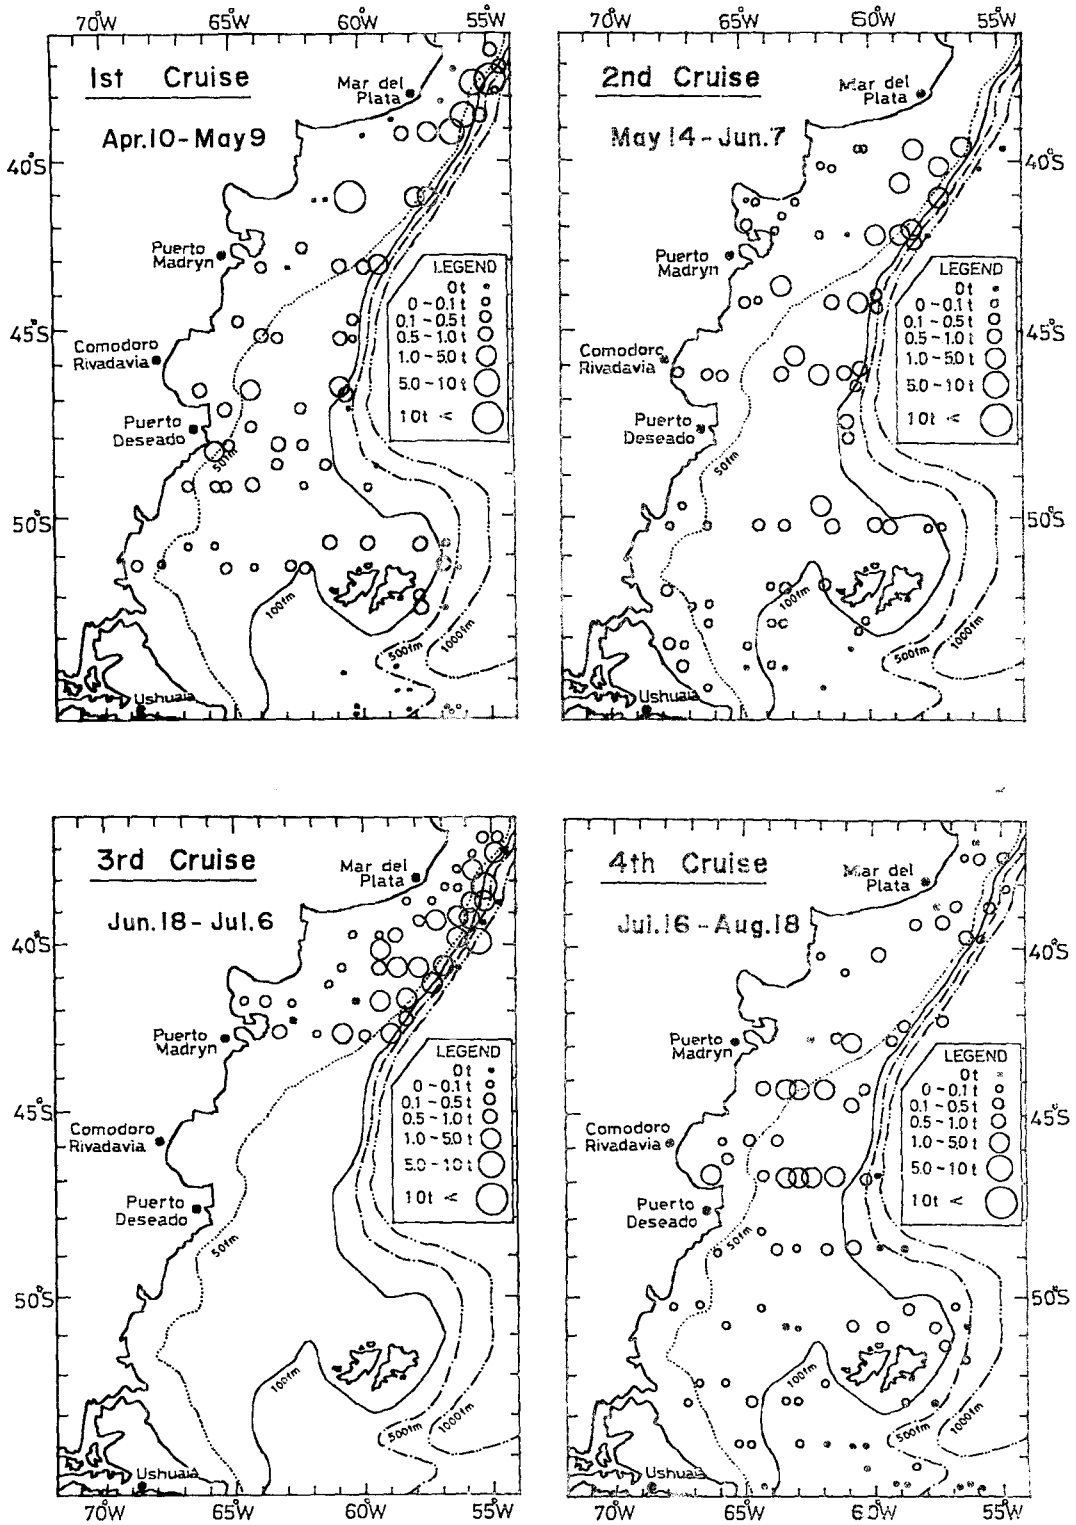 70°W 65°W 60°W 55°W
1st Cruise
Apr.10-May 9
Mar del
Plata
40°S
Puerto
Madryn
45°S
Comodoro
Rivadavia
Puerto
Deseado
50°S
50fm
100fm
500fm
1000fm
Ushuaia
LEGEND
0t
0~0.1t
0.1~0.5t
0.5~1.0t
1.0~5.0t
5.0~10t
10t <
70°W 65°W 60°W 55°W
2nd Cruise
May 14-Jun.7
Mar del
Plata
40°S
Puerto
Madryn
45°S
Comodoro
Rivadavia
Puerto
Deseado
50°S
50fm
100fm
500fm
1000fm
Ushuaia
LEGEND
0t
0~0.1t
0.1~0.5t
0.5~1.0t
1.0~5.0t
5.0~10t
10t <
3rd Cruise
Jun.18-Jul.6
Mar del
Plata
40°S
Puerto
Madryn
45°S
Comodoro
Rivadavia
Puerto
Deseado
50°S
50fm
100fm
500fm
1000fm
Ushuaia
LEGEND
0t
0~0.1t
0.1~0.5t
0.5~1.0t
1.0~5.0t
5.0~10t
10t <
70°W 65°W 60°W 55°W
4th Cruise
Jul.16-Aug.18
Mar del
Plata
40°S
Puerto
Madryn
45°S
Comodoro
Rivadavia
Puerto
Deseado
50°S
50fm
100fm
500fm
1000fm
Ushuaia
LEGEND
0t
0~0.1t
0.1~0.5t
0.5~1.0t
1.0~5.0t
5.0~10t
10t <
70°W 65°W 60°W 55°W